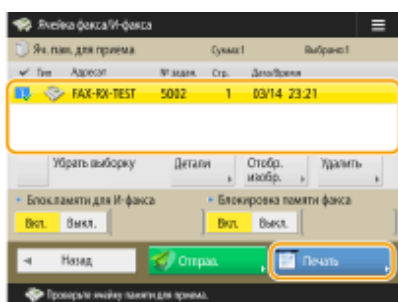 Ячейка факса/И-факса
Яч. пам. для приема Сумма:1 Выбрано:1
Тип Адресат № задан. Стр. Дата/Время
FAX-RX-TEST 5002 1 03/14 23:21
Убрать выборку Детали Отобр. изобр. Удалить
Блок.памяти для И-факса Блокировка памяти факса
Вкл. Выкл. Вкл. Выкл.
Назад Отправ. Печать
Проверьте ячейку памяти для приема.